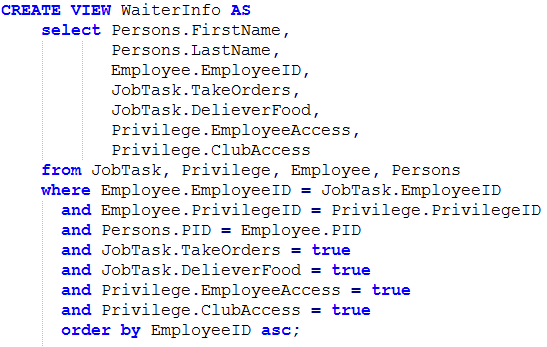 CREATE VIEW WaiterInfo AS
select Persons.FirstName,
Persons.LastName,
Employee.EmployeeID,
JobTask.TakeOrders,
JobTask.DelieverFood,
Privilege.EmployeeAccess,
Privilege.ClubAccess
from JobTask, Privilege, Employee, Persons
where Employee.EmployeeID = JobTask.EmployeeID
and Employee.PrivilegeID = Privilege.PrivilegeID
and Persons.PID = Employee.PID
and JobTask.TakeOrders = true
and JobTask.DelieverFood = true
and Privilege.EmployeeAccess = true
and Privilege.ClubAccess = true
order by EmployeeID asc;